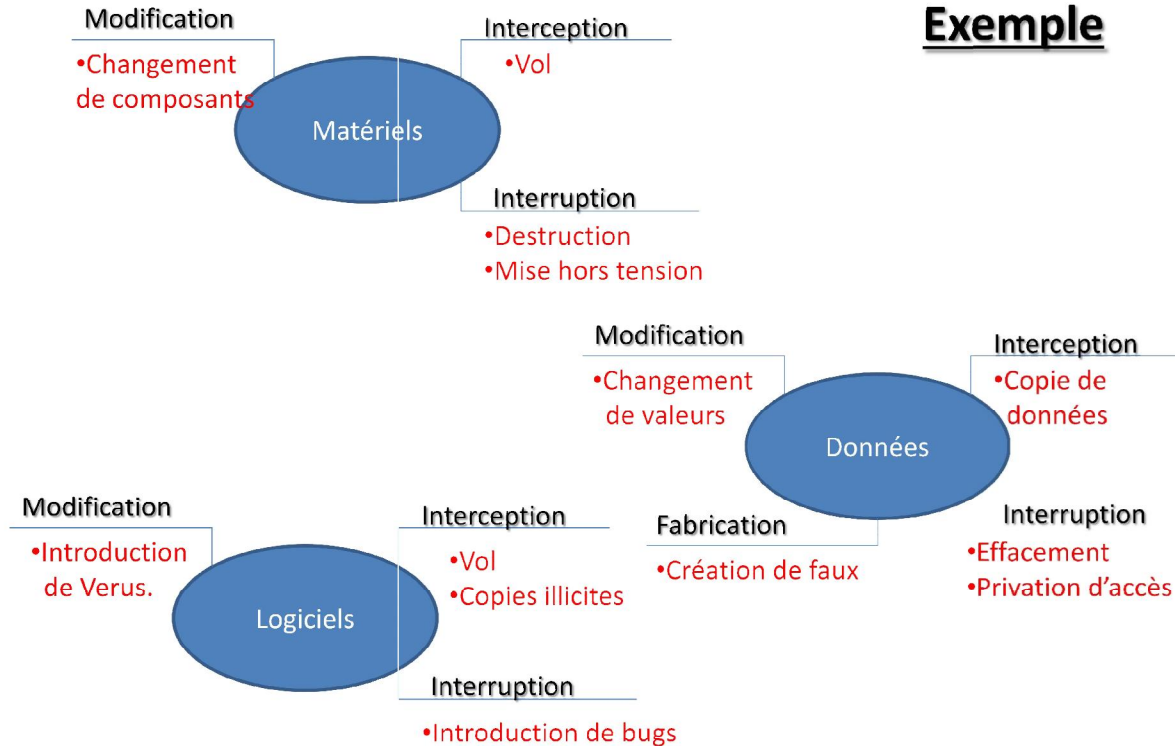 Exemple
Modification
•Changement
de composants
Interception
•Vol
Matériels
Interruption
•Destruction
•Mise hors tension
Modification
•Changement
de valeurs
Interception
•Copie de
données
Données
Fabrication
•Création de faux
Interruption
•Effacement
•Privation d’accès
Modification
•Introduction
de Verus.
Interception
•Vol
•Copies illicites
Logiciels
Interruption
•Introduction de bugs